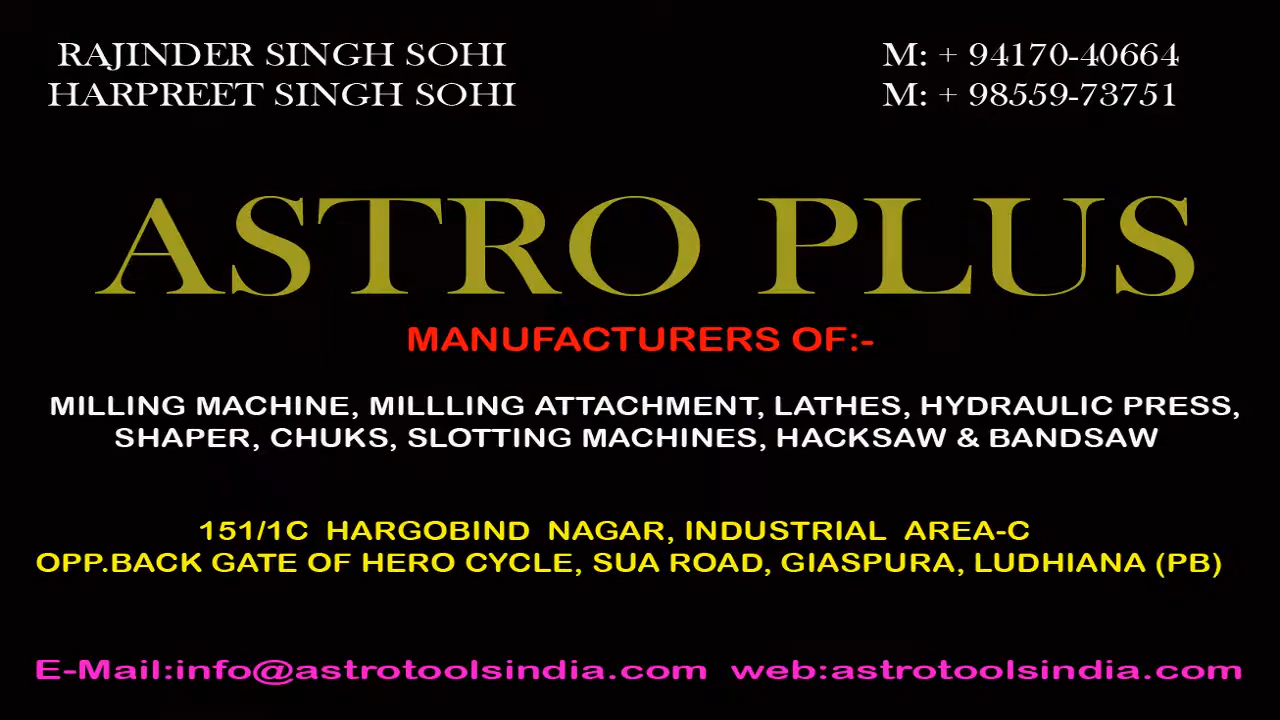 RAJINDER SINGH SOHI M: + 94170-40664
HARPREET SINGH SOHI M: + 98559-73751
ASTRO PLUS
MANUFACTURERS OF:-
MILLING MACHINE, MILLLING ATTACHMENT, LATHES, HYDRAULIC PRESS,
SHAPER, CHUKS, SLOTTING MACHINES, HACKSAW & BANDSAW
151/1C HARGOBIND NAGAR, INDUSTRIAL AREA-C
OPP.BACK GATE OF HERO CYCLE, SUA ROAD, GIASPURA, LUDHIANA (PB)
E-Mail:info@astrotoolsindia.com web:astrotoolsindia.com